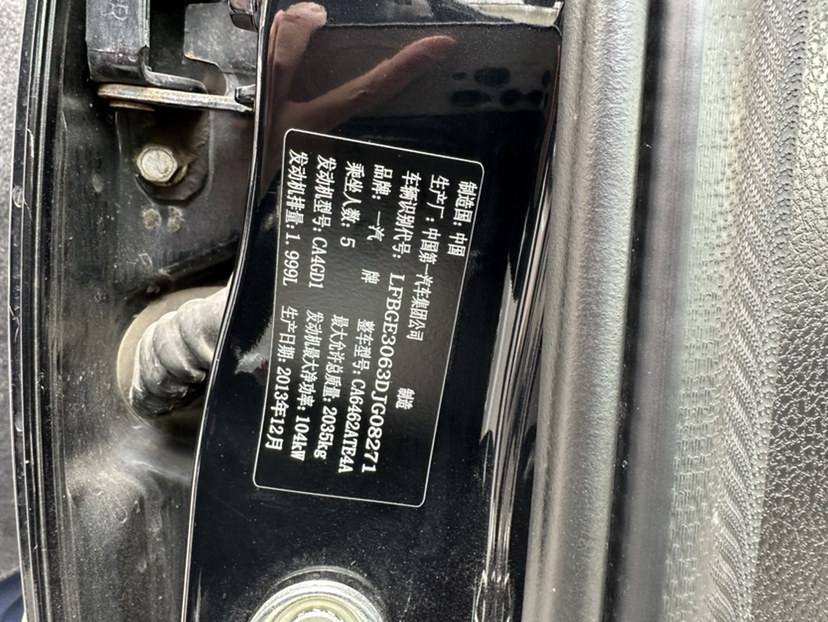 制造国：中国
生产厂：中国第一汽车集团公司 制造
车辆识别代号：LFBGE3063DJG08271
品牌：一汽 牌 整车型号：CA6462ATE4A
乘坐人数：5 最大允许总质量：2035kg
发动机型号：CA4GD1 发动机最大净功率：104kW
发动机排量：1.999L 生产日期：2013年12月
R